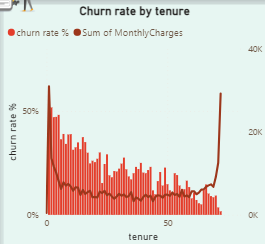 Churn rate by tenure
churn rate % Sum of MonthlyCharges
40K
churn rate %
50%
20K
0%
0K
0
50
tenure